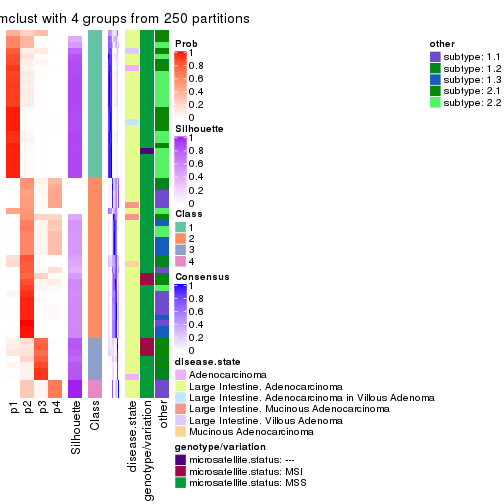 mclust with 4 groups from 250 partitions
Prob
1
0.8
0.6
0.4
0.2
0
Silhouette
1
0.8
0.6
0.4
0.2
0
Class
1
2
3
4
Consensus
1
0.8
0.6
0.4
0.2
0
disease.state
Adenocarcinoma
Large Intestine. Adenocarcinoma
Large Intestine. Adenocarcinoma in Villous Adenoma
Large Intestine. Mucinous Adenocarcinoma
Large Intestine. Villous Adenoma
Mucinous Adenocarcinoma
genotype/variation
microsatellite.status: ---
microsatellite.status: MSI
microsatellite.status: MSS
other
subtype: 1.1
subtype: 1.2
subtype: 1.3
subtype: 2.1
subtype: 2.2
p1
p2
p3
p4
Silhouette
Class
disease.state
genotype/variation
other